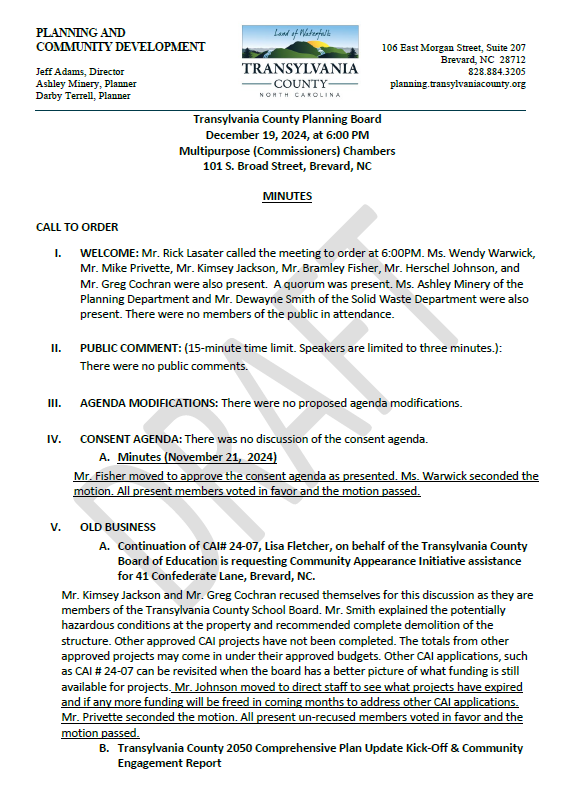 PLANNING AND
COMMUNITY DEVELOPMENT
Jeff Adams, Director
Ashley Minery, Planner
Darby Terrell, Planner
Land of Waterfalls
TRANSYLVANIA
COUNTY
NORTH CAROLINA
106 East Morgan Street, Suite 207
Brevard, NC 28712
828.884.3205
planning.transylvaniacounty.org
Transylvania County Planning Board
December 19, 2024, at 6:00 PM
Multipurpose (Commissioners) Chambers
101 S. Broad Street, Brevard, NC
MINUTES
CALL TO ORDER
I. WELCOME: Mr. Rick Lasater called the meeting to order at 6:00PM. Ms. Wendy Warwick,
Mr. Mike Privette, Mr. Kimsey Jackson, Mr. Bramley Fisher, Mr. Herschel Johnson, and
Mr. Greg Cochran were also present. A quorum was present. Ms. Ashley Minery of the
Planning Department and Mr. Dewayne Smith of the Solid Waste Department were also
present. There were no members of the public in attendance.
II. PUBLIC COMMENT: (15-minute time limit. Speakers are limited to three minutes.):
There were no public comments.
III. AGENDA MODIFICATIONS: There were no proposed agenda modifications.
IV. CONSENT AGENDA: There was no discussion of the consent agenda.
A. Minutes (November 21, 2024)
Mr. Fisher moved to approve the consent agenda as presented. Ms. Warwick seconded the
motion. All present members voted in favor and the motion passed.
V. OLD BUSINESS
A. Continuation of CAI# 24-07, Lisa Fletcher, on behalf of the Transylvania County
Board of Education is requesting Community Appearance Initiative assistance
for 41 Confederate Lane, Brevard, NC.
Mr. Kimsey Jackson and Mr. Greg Cochran recused themselves for this discussion as they are
members of the Transylvania County School Board. Mr. Smith explained the potentially
hazardous conditions at the property and recommended complete demolition of the
structure. Other approved CAI projects have not been completed. The totals from other
approved projects may come in under their approved budgets. Other CAI applications, such
as CAI # 24-07 can be revisited when the board has a better picture of what funding is still
available for projects. Mr. Johnson moved to direct staff to see what projects have expired
and if any more funding will be freed in coming months to address other CAI applications.
Mr. Privette seconded the motion. All present un-recused members voted in favor and the
motion passed.
B. Transylvania County 2050 Comprehensive Plan Update Kick-Off & Community
Engagement Report
DRAFT